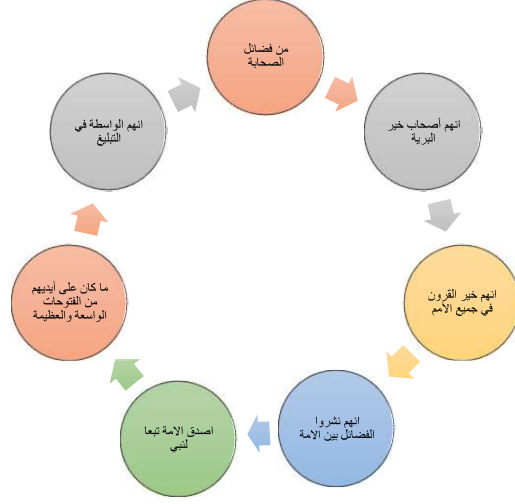 من فضائل
الصحابة
انهم أصحاب خير
البرية
انهم خير القرون
في جميع الأمم
انهم نشروا
الفضائل بين الامة
اصدق الامة تبعا
لنبي
ما كان على أيديهم
من الفتوحات
الواسعة والعظيمة
انهم الواسطة في
التبليغ